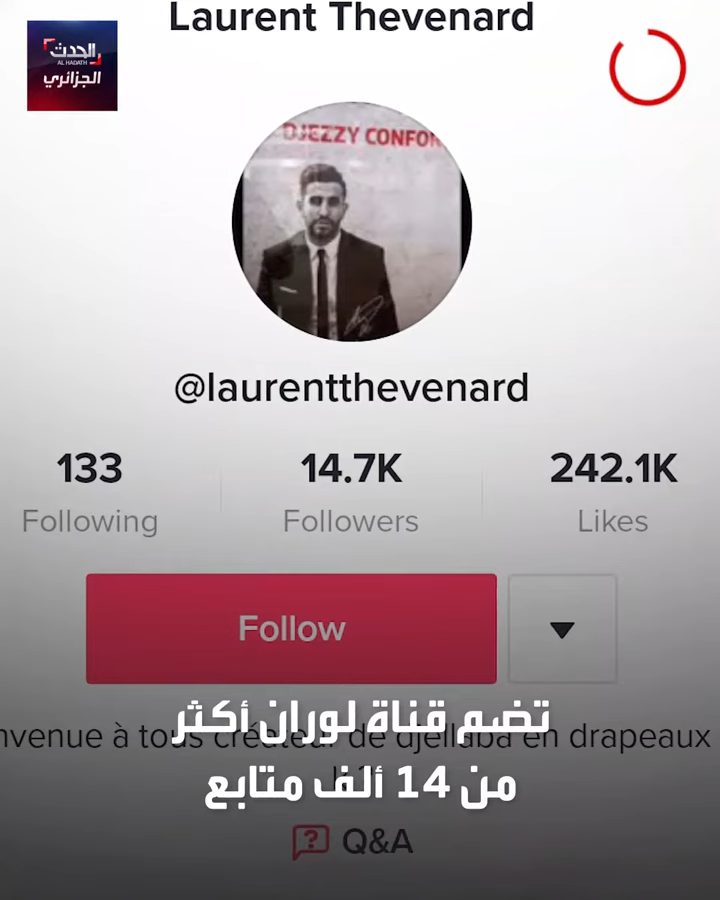 Laurent Thevenard
الحدث
AL HADATH
الجزائري
DJEZZY CONFOR
@laurentthevenard
133
14.7K
242.1K
Following
Followers
Likes
Follow
تضم قناة لوران أكثر
nvenue à tous créateur de djellaba en drapeaux
من 14 ألف متابع
Q&A